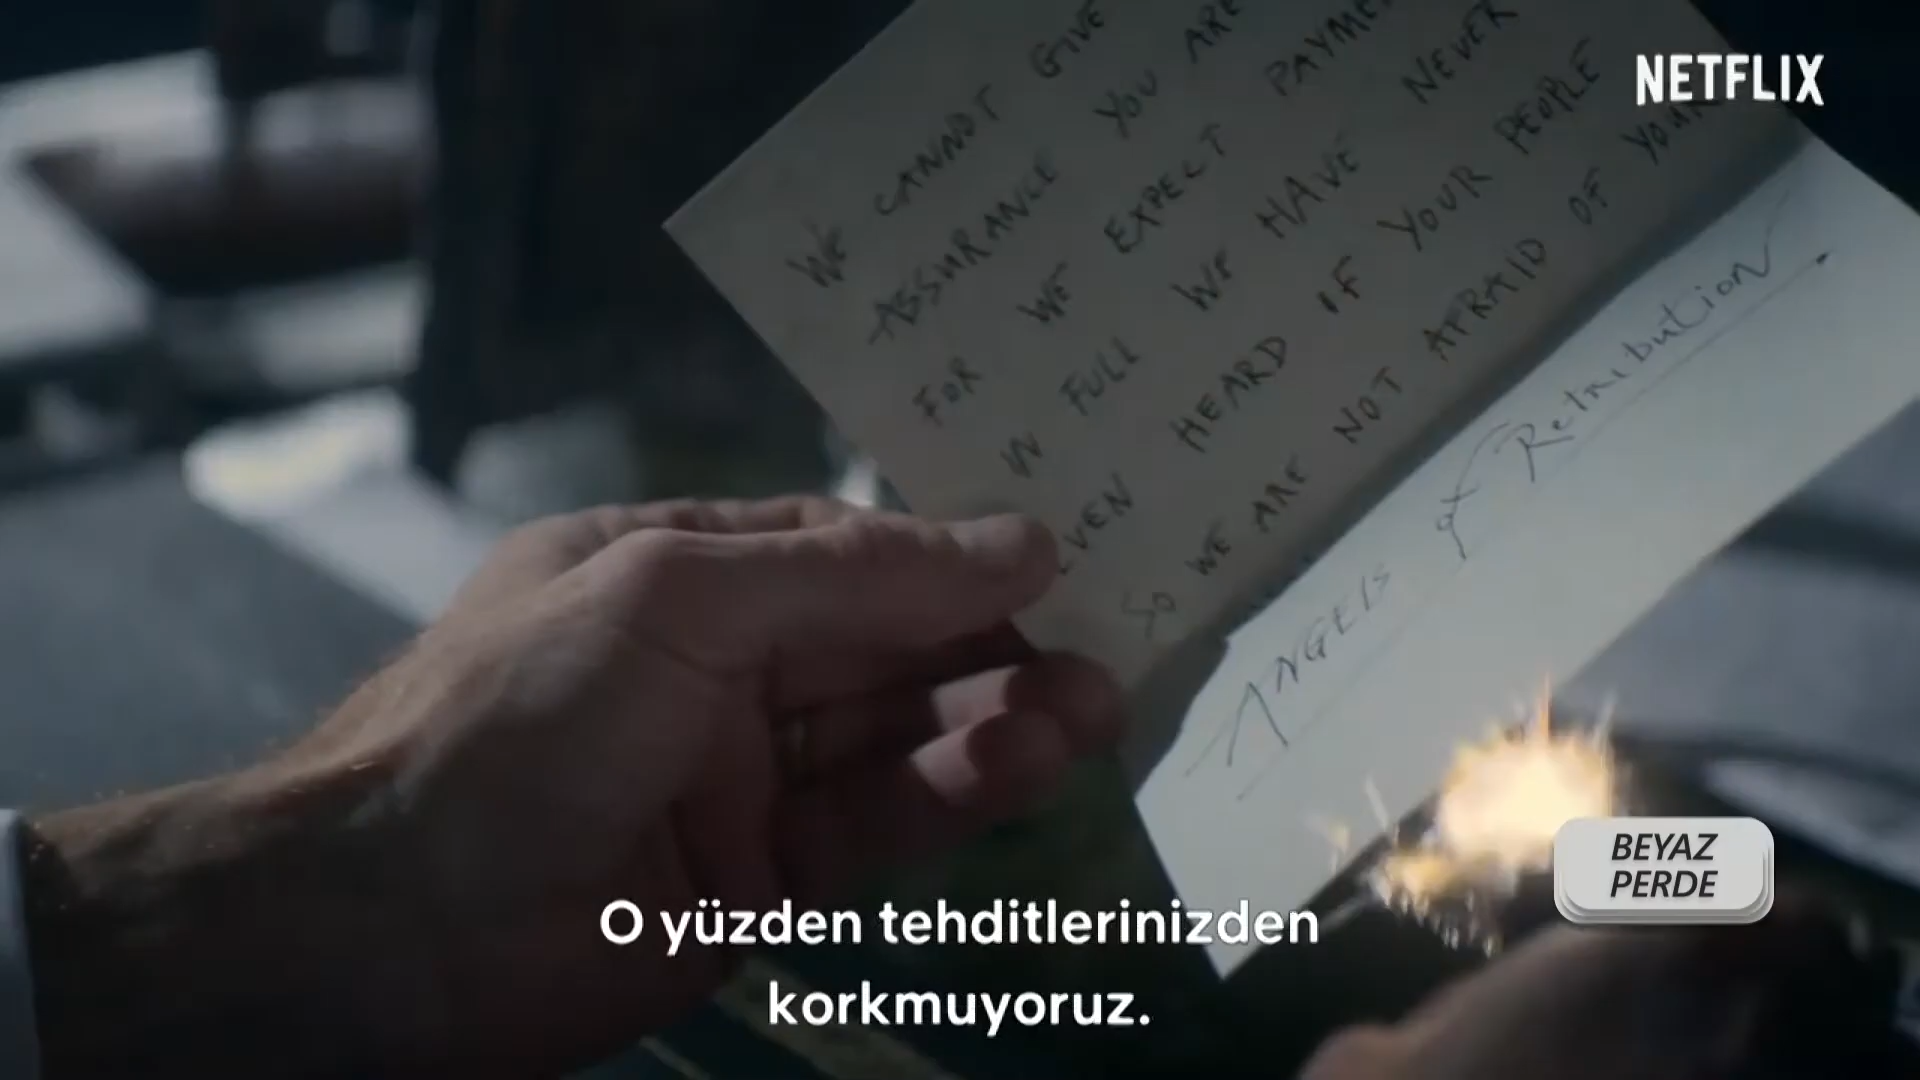 NETFLIX
WE CANNOT GIVE
ASSURANCE YOU ARE
FOR WE EXPECT
IN FULL WE HAVE NEVER
EVEN HEARD IF YOUR PEOPLE
SO WE ARE NOT AFRAID OF YOUR
ANGELS of Retribution
BEYAZ
PERDE
O yüzden tehditlerinizden
korkmuyoruz.